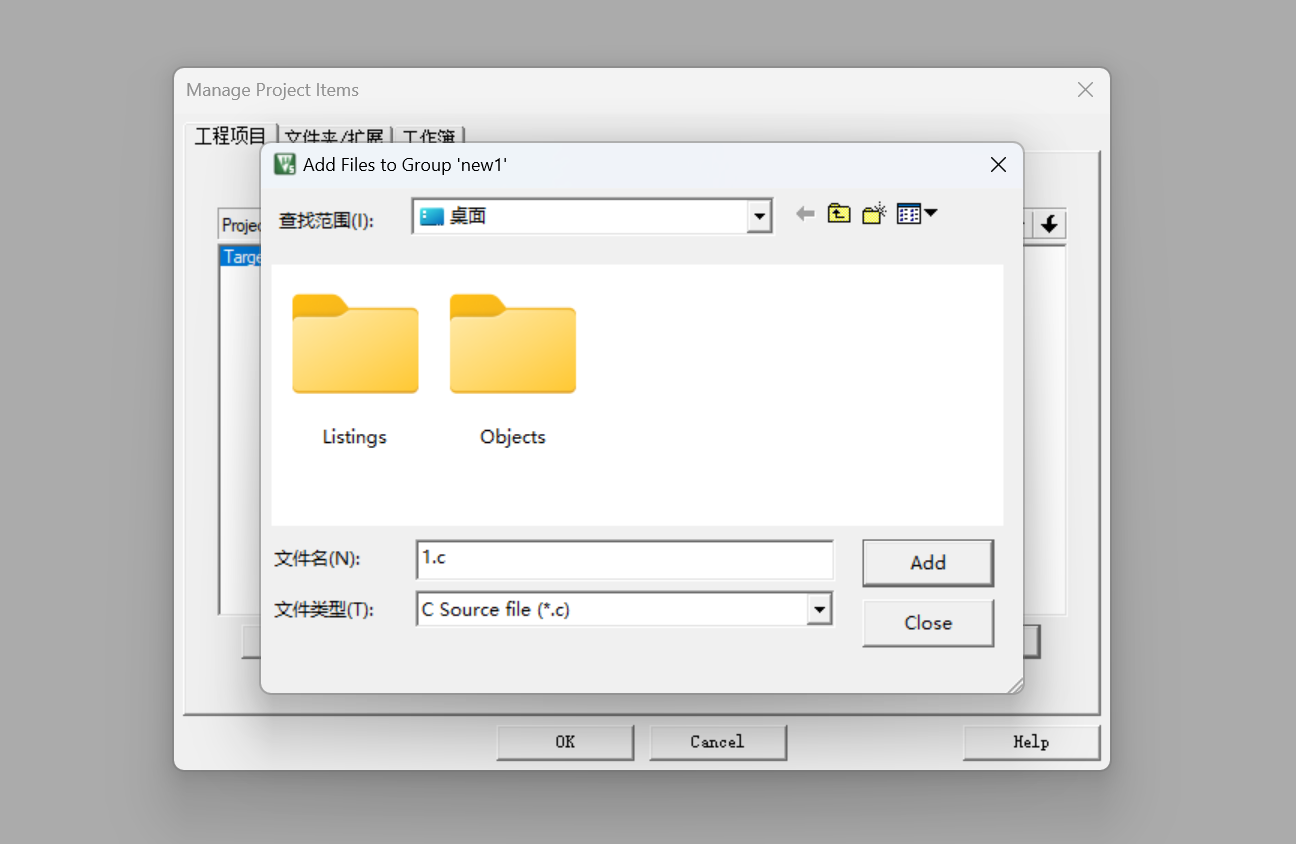 Manage Project Items
工程项目 文件夹/扩展 工作簿
Add Files to Group 'new1'
查找范围(I): 桌面
Listings Objects
文件名(N): 1.c Add
文件类型(T): C Source file (*.c)
Close
OK Cancel Help